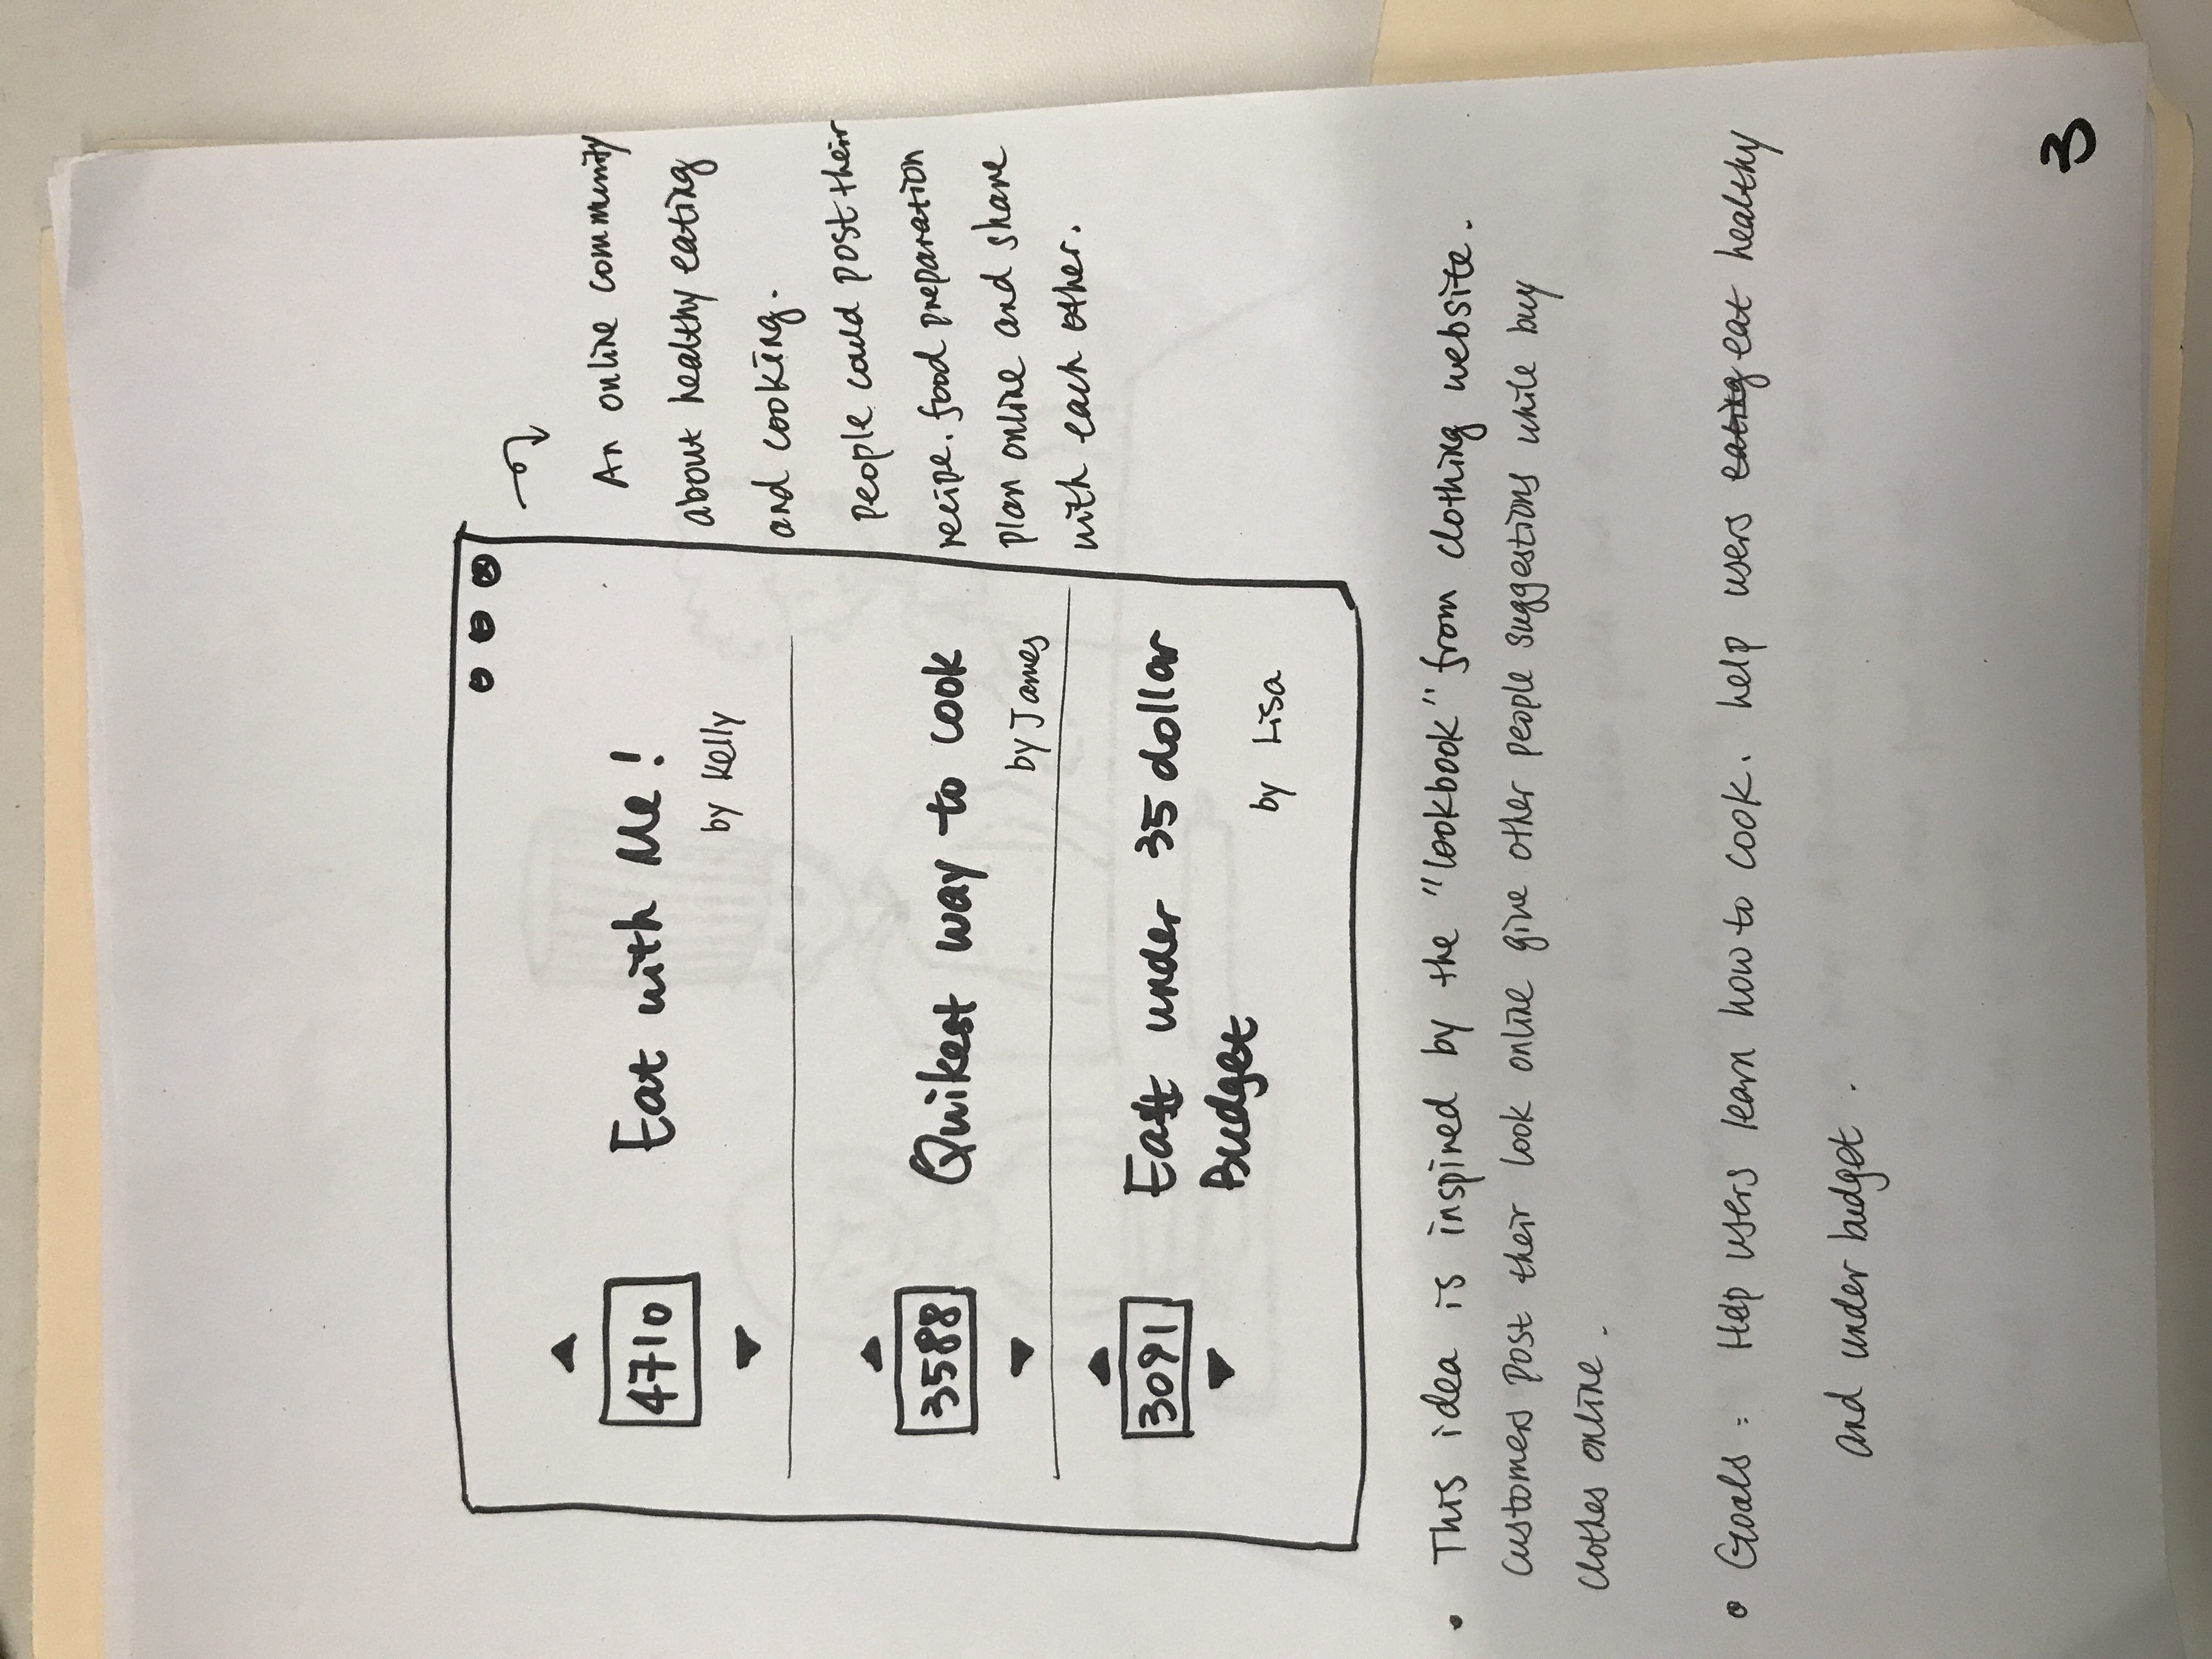 4710
Eat with Me!
by Kelly
3588
Quikest way to cook
by James
3091
Eat under 35 dollar
Budget
by Lisa
An online community
about healthy eating
and cooking.
People could post their
recipe. food preparation
plan online and share
with each other.
• This idea is inspired by the "lookbook" from clothing website.
Customers post their look online give other people suggestions while buy
clothes online.
• Goals: Help users learn how to cook. help users eating eat healthy
and under budget.
3